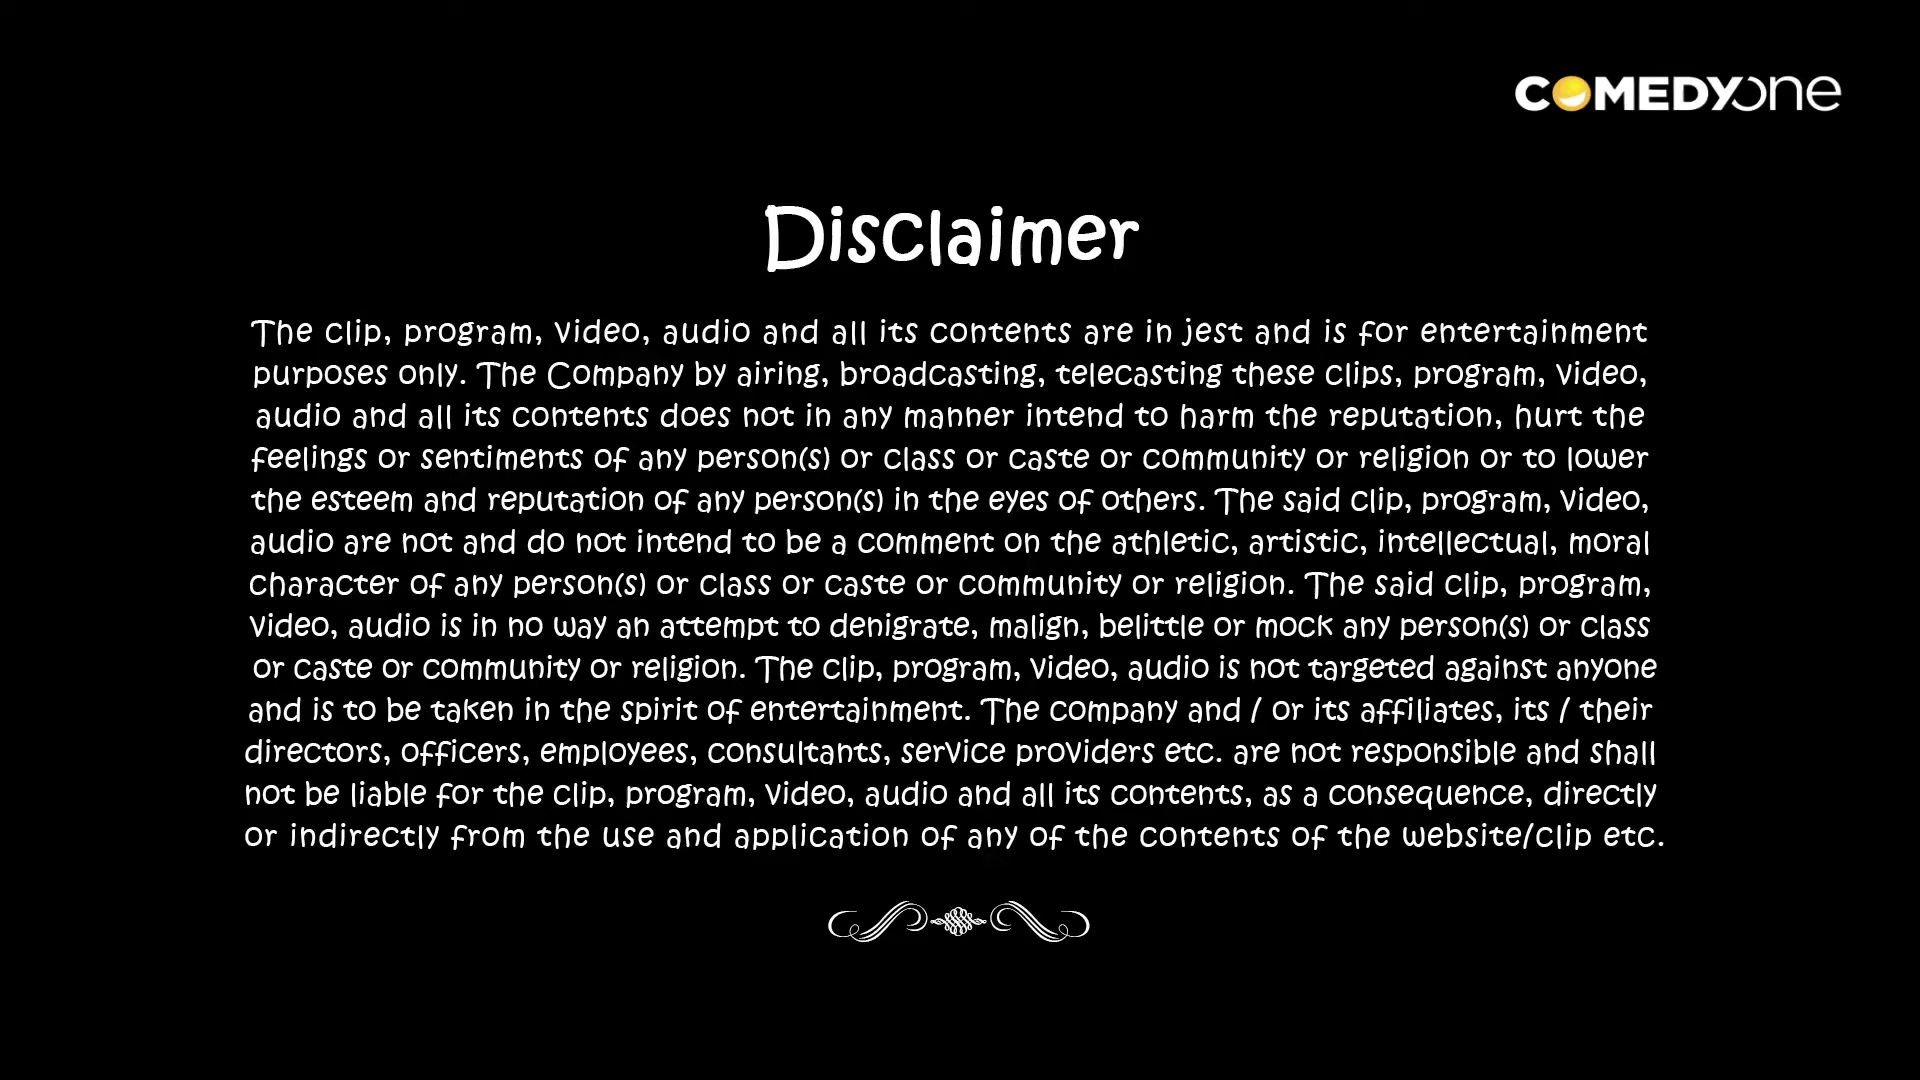 COMEDYone
Disclaimer
The clip, program, video, audio and all its contents are in jest and is for entertainment
purposes only. The Company by airing, broadcasting, telecasting these clips, program, video,
audio and all its contents does not in any manner intend to harm the reputation, hurt the
feelings or sentiments of any person(s) or class or caste or community or religion or to lower
the esteem and reputation of any person(s) in the eyes of others. The said clip, program, video,
audio are not and do not intend to be a comment on the athletic, artistic, intellectual, moral
character of any person(s) or class or caste or community or religion. The said clip, program,
video, audio is in no way an attempt to denigrate, malign, belittle or mock any person(s) or class
or caste or community or religion. The clip, program, video, audio is not targeted against anyone
and is to be taken in the spirit of entertainment. The company and / or its affiliates, its / their
directors, officers, employees, consultants, service providers etc. are not responsible and shall
not be liable for the clip, program, video, audio and all its contents, as a consequence, directly
or indirectly from the use and application of any of the contents of the website/clip etc.